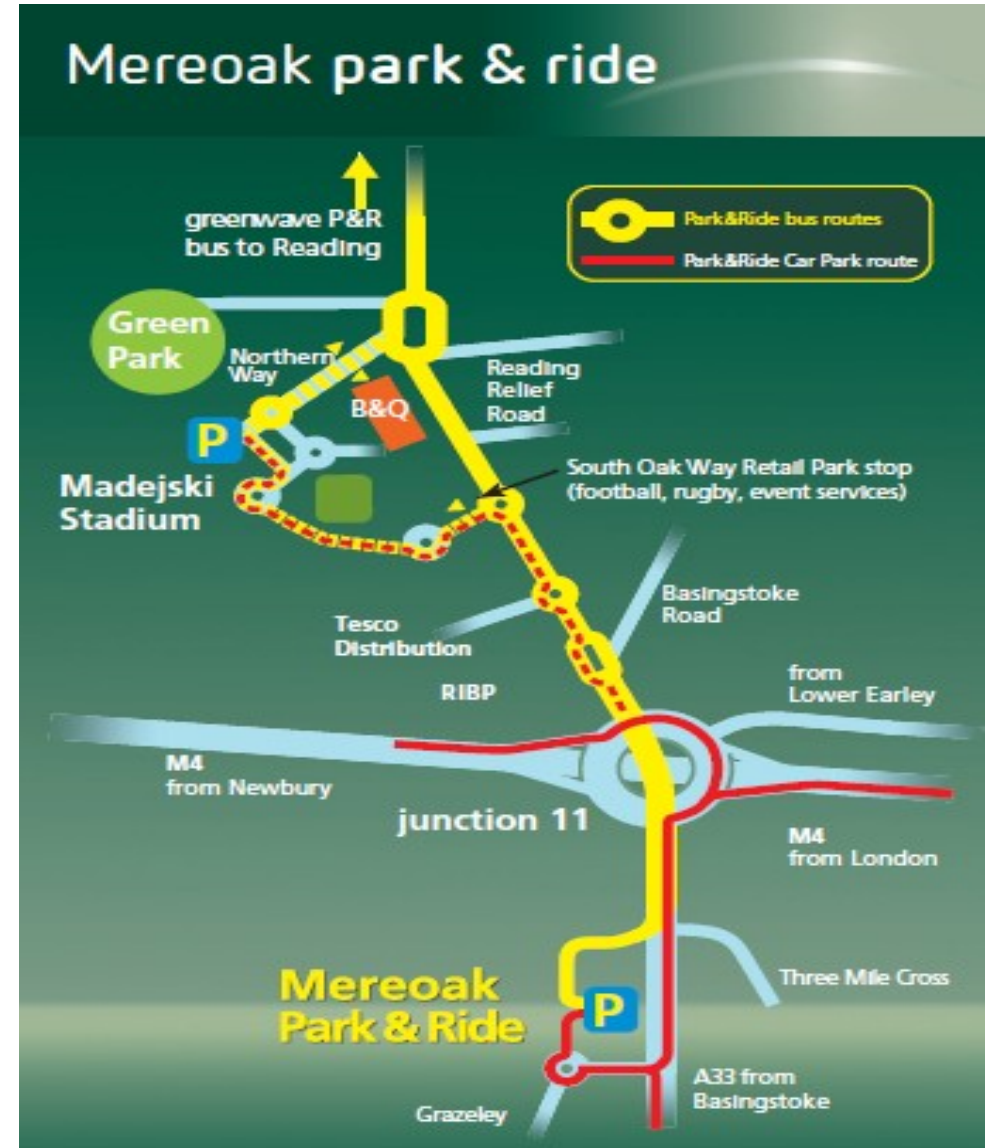 Mereoak park & ride
greenwave P&R
bus to Reading
Park&Ride bus routes
Park&Ride Car Park route
Green
Park
Northern
Way
B&Q
Reading
Relief
Road
P
Madejski
Stadium
South Oak Way Retail Park stop
(football, rugby, event services)
Tesco
Distribution
Basingstoke
Road
RIBP
from
Lower Earley
M4
from Newbury
junction 11
M4
from London
Mereoak
Park & Ride
P
Three Mile Cross
Grazeley
A33 from
Basingstoke